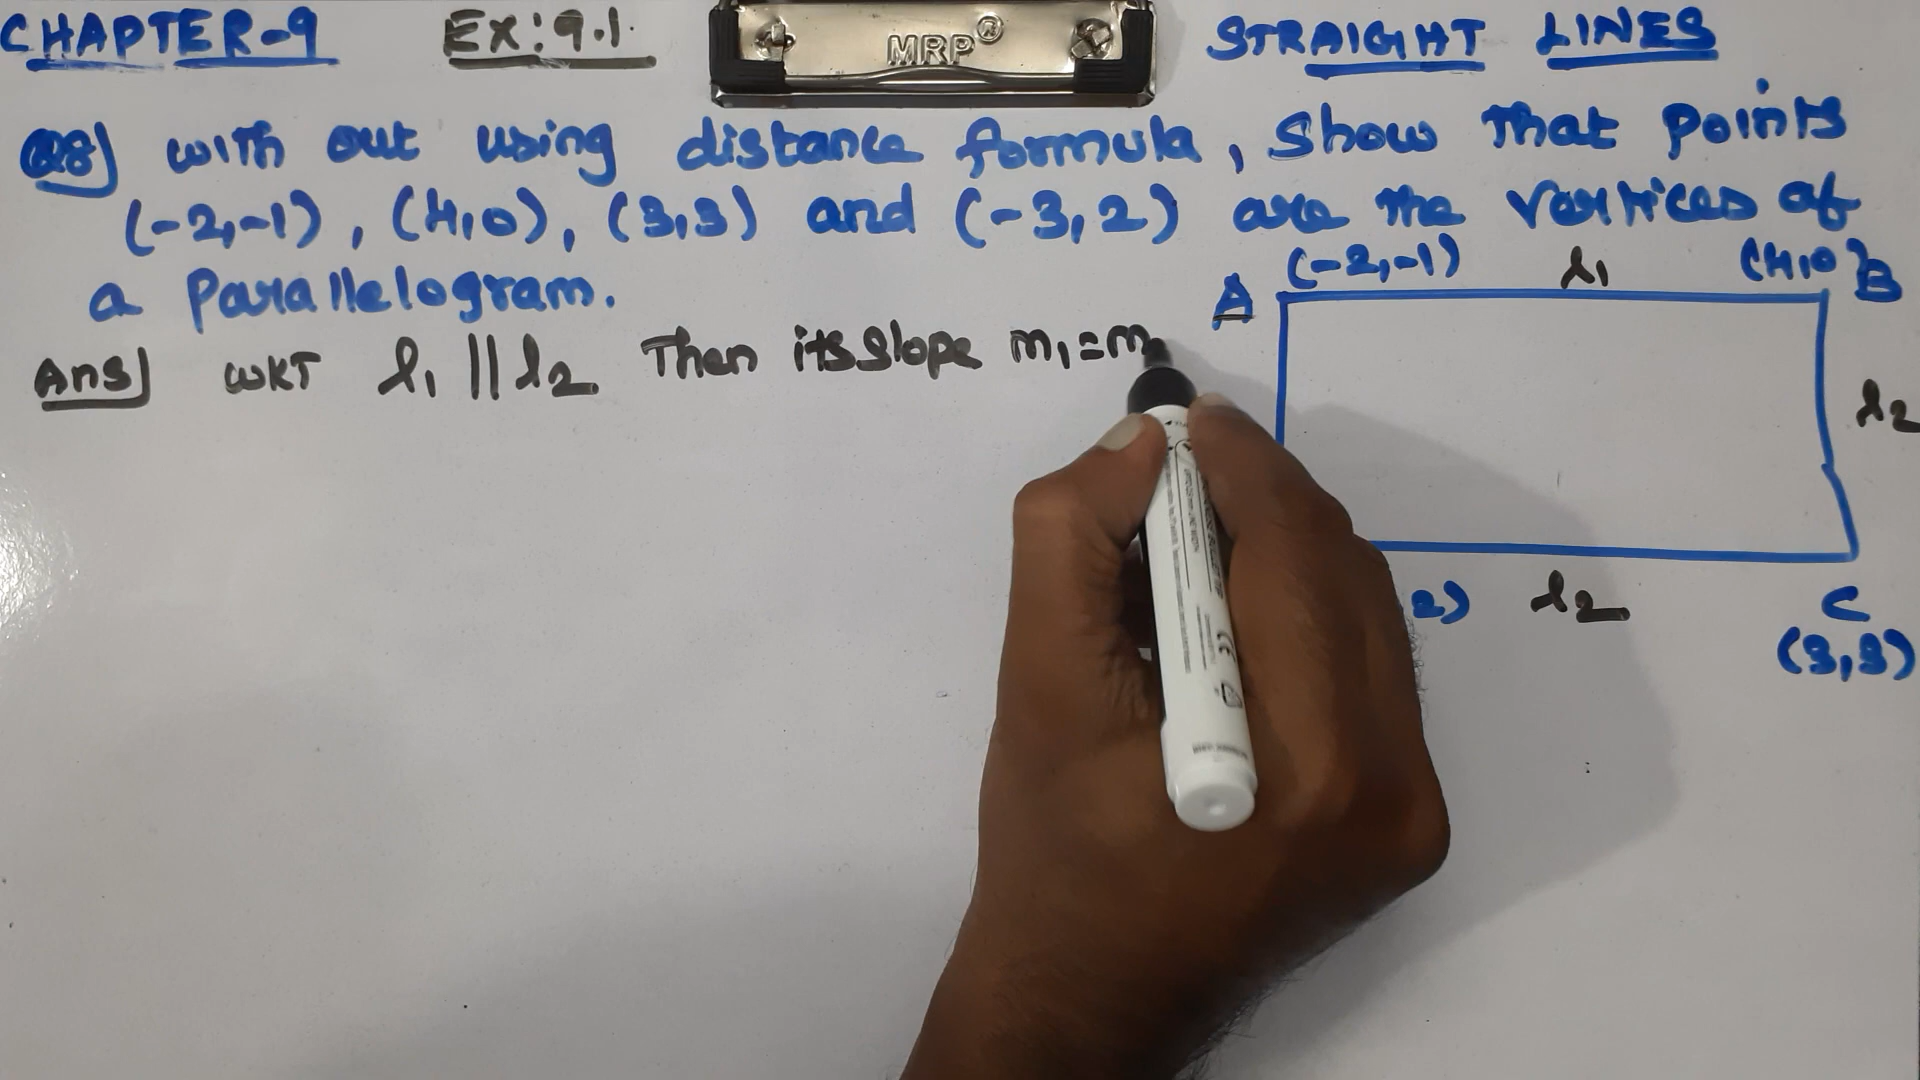 CHAPTER-9 EX:9.1. MRP® STRAIGHT LINES
Q8) with out using distance formula, Show That points
(-2,-1), (4,0), (3,3) and (-3,2) are the vertices of
a parallelogram.
(-2,-1) l1 (4,0) B
A
Ans) WKT l1 || l2 Then its slope m1=m
l2
2) l2 C
(3,3)